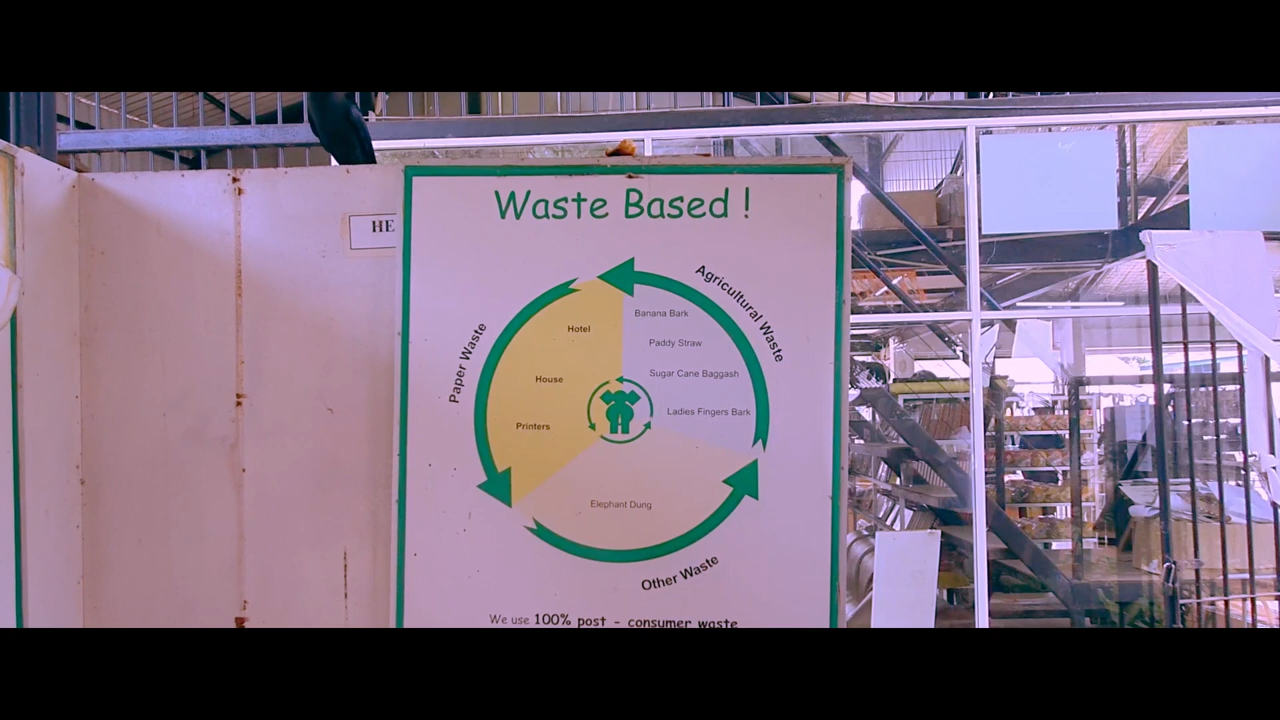 Waste Based !
HE
Agricultural Waste
Banana Bark
Paddy Straw
Sugar Cane Baggash
Ladies Fingers Bark
Paper Waste
Hotel
House
Printers
Elephant Dung
Other Waste
We use 100% post - consumer waste